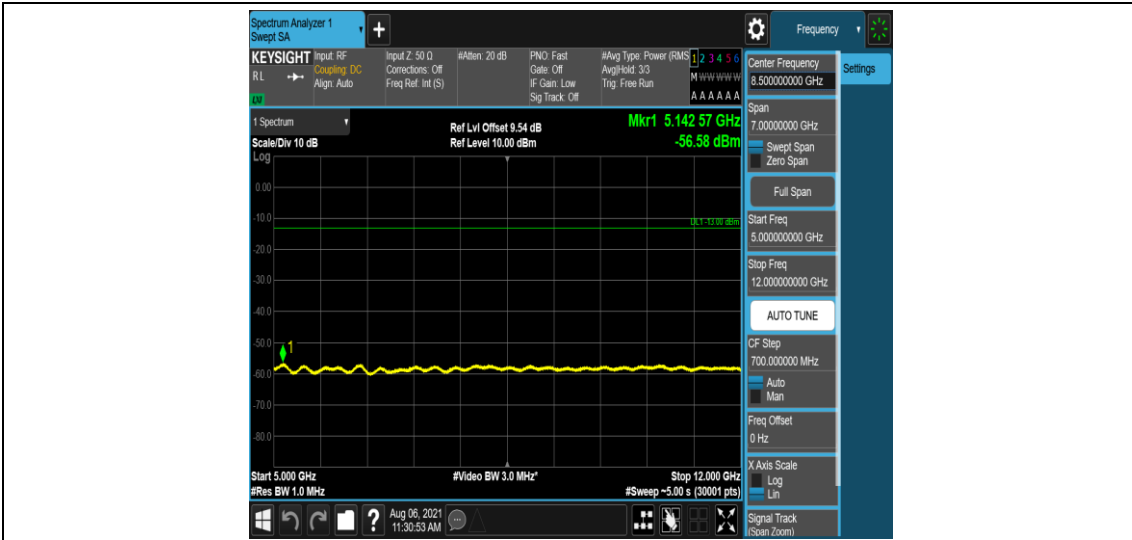 Spectrum Analyzer 1
Swept SA
Frequency
KEYSIGHT
RL
LXI
Input: RF
Coupling: DC
Align: Auto
Input Z: 50 Ω
Corrections: Off
Freq Ref: Int (S)
#Atten: 20 dB
PNO: Fast
Gate: Off
IF Gain: Low
Sig Track: Off
#Avg Type: Power (RMS
Avg|Hold: 3/3
Trig: Free Run
1 2 3 4 5 6
M W W W W W
A A A A A A
1 Spectrum
Scale/Div 10 dB
Ref Lvl Offset 9.54 dB
Ref Level 10.00 dBm
Mkr1 5.142 57 GHz
-56.58 dBm
Log
0.00
-10.0
DL1 -13.00 dBm
-20.0
-30.0
-40.0
-50.0
1
-60.0
-70.0
-80.0
Start 5.000 GHz
#Res BW 1.0 MHz
#Video BW 3.0 MHz*
Stop 12.000 GHz
#Sweep ~5.00 s (30001 pts)
Aug 06, 2021
11:30:53 AM
Center Frequency
8.500000000 GHz
Settings
Span
7.00000000 GHz
Swept Span
Zero Span
Full Span
Start Freq
5.000000000 GHz
Stop Freq
12.000000000 GHz
AUTO TUNE
CF Step
700.000000 MHz
Auto
Man
Freq Offset
0 Hz
X Axis Scale
Log
Lin
Signal Track
(Span Zoom)